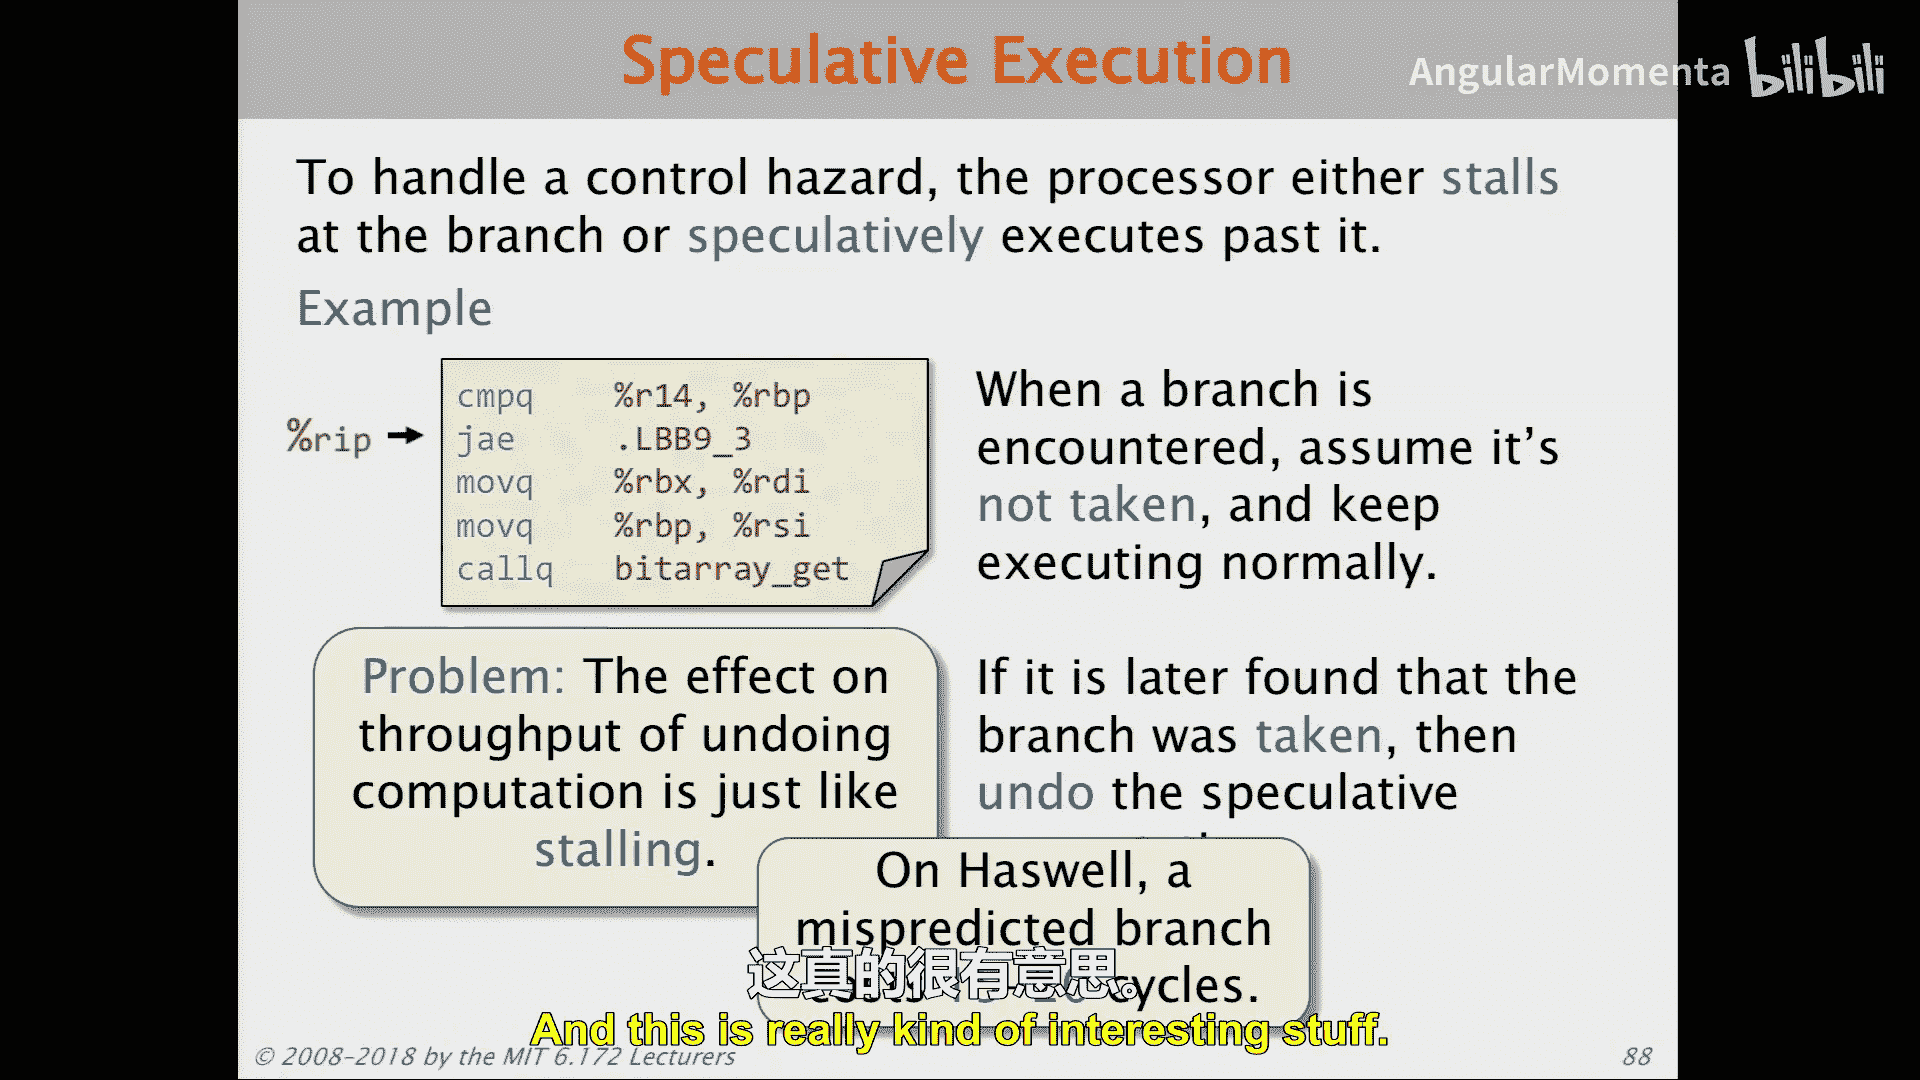 Speculative Execution
AngularMomenta bilibili
To handle a control hazard, the processor either stalls
at the branch or speculatively executes past it.
Example
%rip
cmpq %r14, %rbp
jae .LBB9_3
movq %rbx, %rdi
movq %rbp, %rsi
callq bitarray_get
When a branch is
encountered, assume it’s
not taken, and keep
executing normally.
Problem: The effect on
throughput of undoing
computation is just like
stalling.
If it is later found that the
branch was taken, then
undo the speculative
On Haswell, a
mispredicted branch
cycles.
这真的很有意思。
And this is really kind of interesting stuff.
© 2008–2018 by the MIT 6.172 Lecturers
88